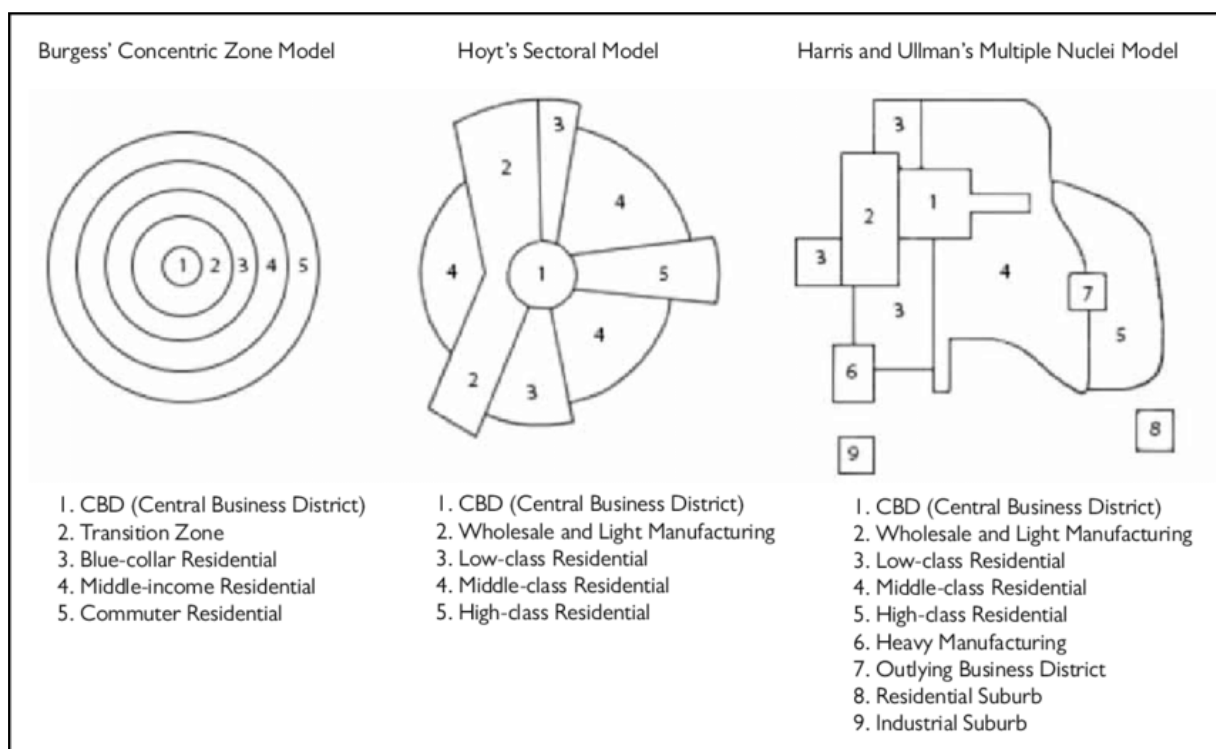 Burgess' Concentric Zone Model
1
2
3
4
5
1. CBD (Central Business District)
2. Transition Zone
3. Blue-collar Residential
4. Middle-income Residential
5. Commuter Residential
Hoyt's Sectoral Model
3
2
4
4
1
5
4
2
3
1. CBD (Central Business District)
2. Wholesale and Light Manufacturing
3. Low-class Residential
4. Middle-class Residential
5. High-class Residential
Harris and Ullman's Multiple Nuclei Model
3
1
2
3
4
7
3
5
6
8
9
1. CBD (Central Business District)
2. Wholesale and Light Manufacturing
3. Low-class Residential
4. Middle-class Residential
5. High-class Residential
6. Heavy Manufacturing
7. Outlying Business District
8. Residential Suburb
9. Industrial Suburb